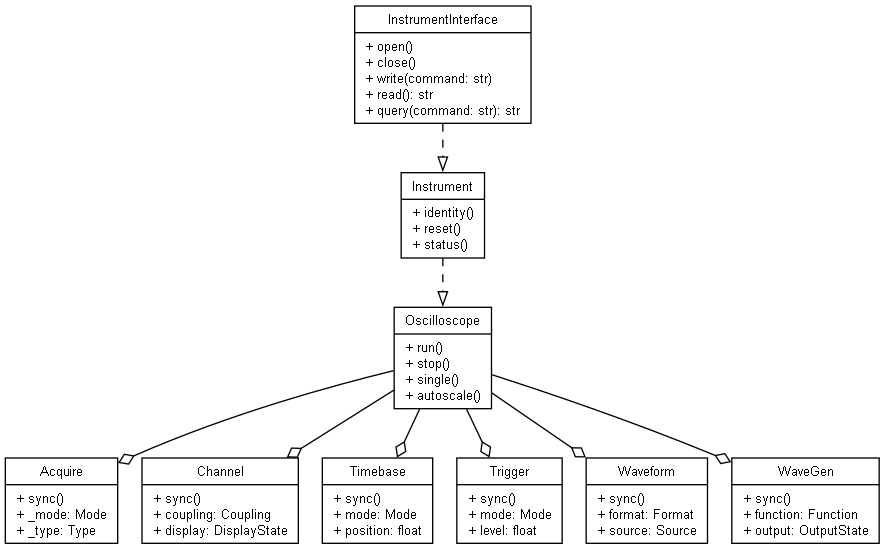 InstrumentInterface
+ open()
+ close()
+ write(command: str)
+ read(): str
+ query(command: str): str
Instrument
+ identity()
+ reset()
+ status()
Oscilloscope
+ run()
+ stop()
+ single()
+ autoscale()
Acquire
+ sync()
+ _mode: Mode
+ _type: Type
Channel
+ sync()
+ coupling: Coupling
+ display: DisplayState
Timebase
+ sync()
+ mode: Mode
+ position: float
Trigger
+ sync()
+ mode: Mode
+ level: float
Waveform
+ sync()
+ format: Format
+ source: Source
WaveGen
+ sync()
+ function: Function
+ output: OutputState